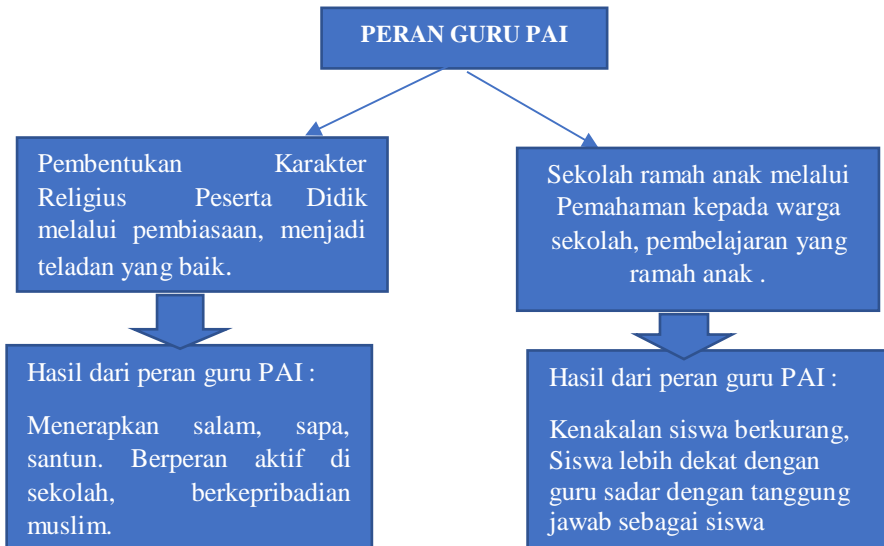 PERAN GURU PAI
Pembentukan Karakter
Religius Peserta Didik
melalui pembiasaan, menjadi
teladan yang baik.
Sekolah ramah anak melalui
Pemahaman kepada warga
sekolah, pembelajaran yang
ramah anak .
Hasil dari peran guru PAI :
Menerapkan salam, sapa,
santun. Berperan aktif di
sekolah, berkepribadian
muslim.
Hasil dari peran guru PAI :
Kenakalan siswa berkurang,
Siswa lebih dekat dengan
guru sadar dengan tanggung
jawab sebagai siswa